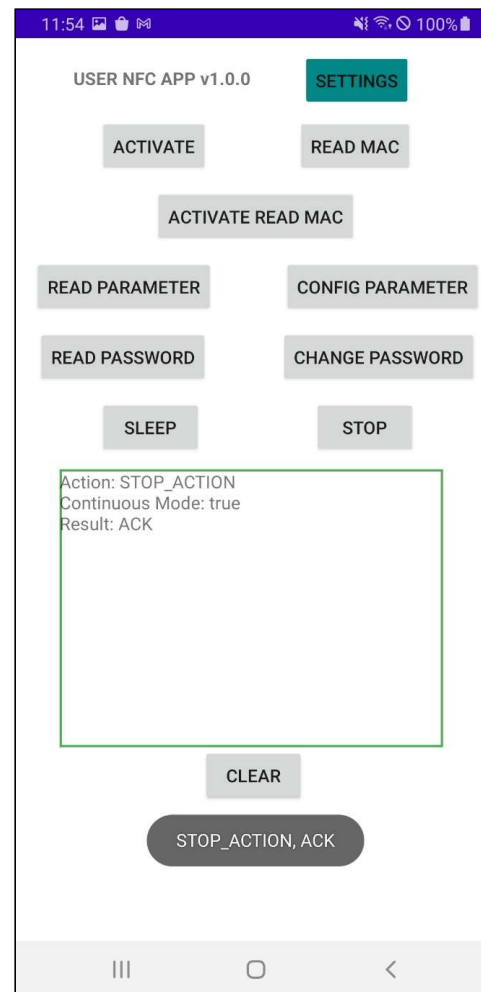 11:54 100%
USER NFC APP v1.0.0 SETTINGS
ACTIVATE READ MAC
ACTIVATE READ MAC
READ PARAMETER CONFIG PARAMETER
READ PASSWORD CHANGE PASSWORD
SLEEP STOP
Action: STOP_ACTION
Continuous Mode: true
Result: ACK
CLEAR
STOP_ACTION, ACK